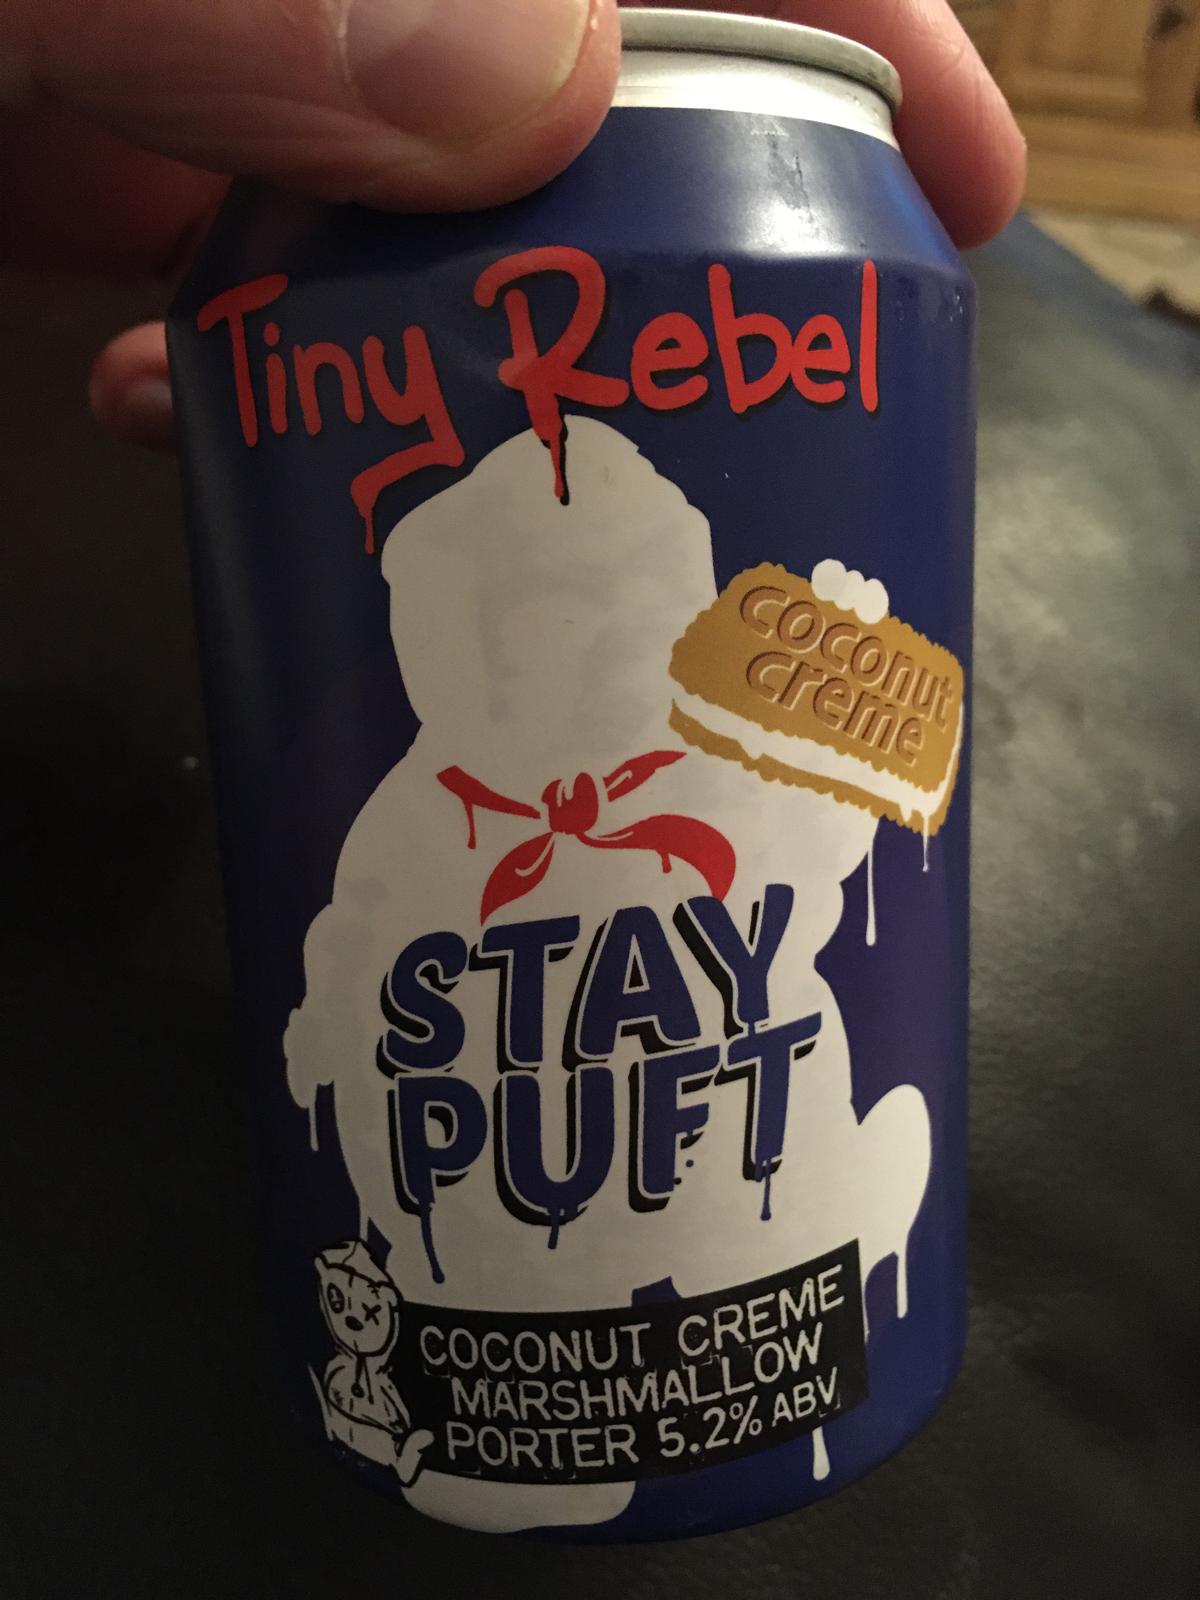 Tiny Rebel
coconut
creme
STAY
PUFT
COCONUT CREME
MARSHMALLOW
PORTER 5.2% ABV